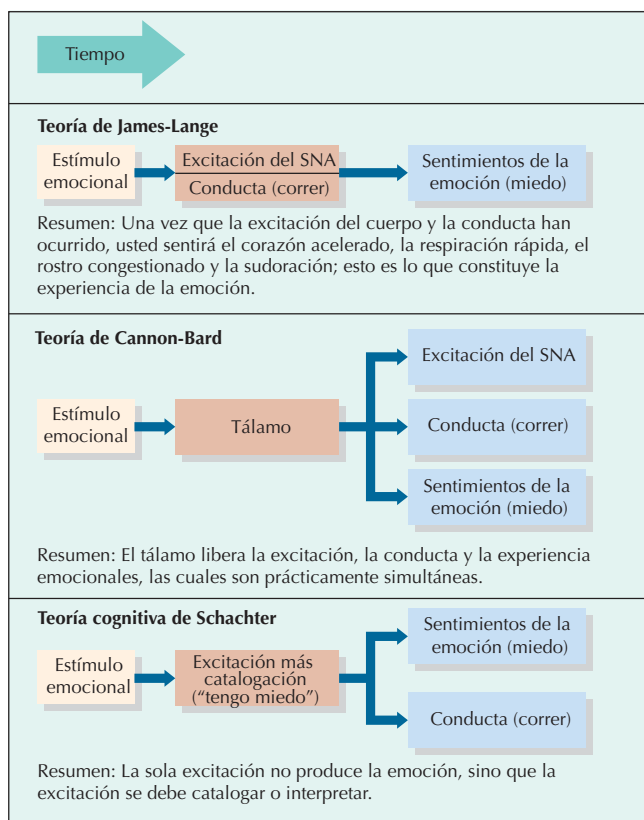 Tiempo
Teoría de James-Lange
Estímulo
emocional
Excitación del SNA
Conducta (correr)
Sentimientos de la
emoción (miedo)
Resumen: Una vez que la excitación del cuerpo y la conducta han
ocurrido, usted sentirá el corazón acelerado, la respiración rápida, el
rostro congestionado y la sudoración; esto es lo que constituye la
experiencia de la emoción.
Teoría de Cannon-Bard
Estímulo
emocional
Tálamo
Excitación del SNA
Conducta (correr)
Sentimientos de la
emoción (miedo)
Resumen: El tálamo libera la excitación, la conducta y la experiencia
emocionales, las cuales son prácticamente simultáneas.
Teoría cognitiva de Schachter
Estímulo
emocional
Excitación más
catalogación
(“tengo miedo”)
Sentimientos de la
emoción (miedo)
Conducta (correr)
Resumen: La sola excitación no produce la emoción, sino que la
excitación se debe catalogar o interpretar.